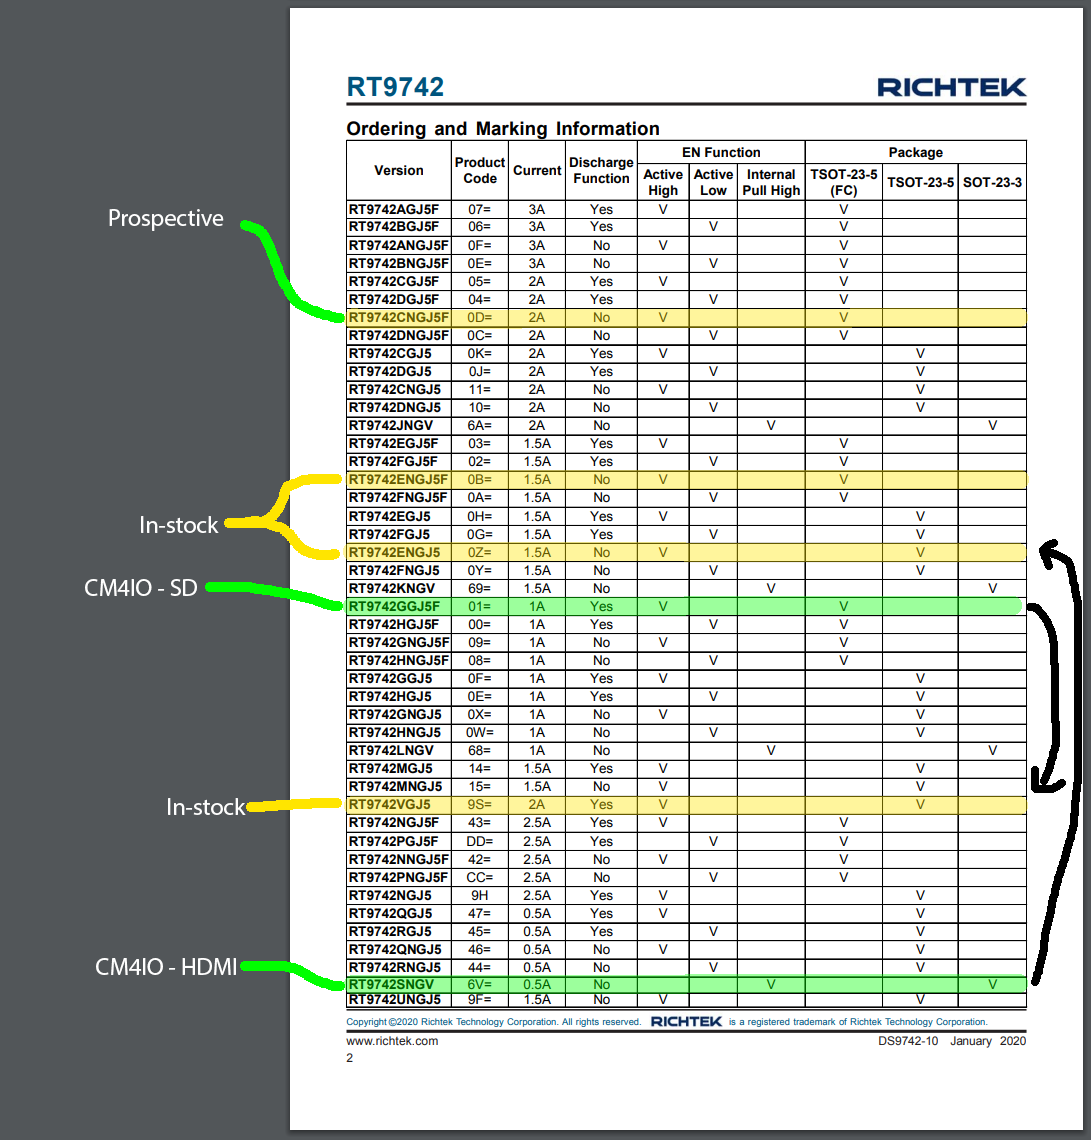 RT9742
RICHTEK
Ordering and Marking Information
Version Product Code Current Discharge Function EN Function Package
Active High Active Low Internal Pull High TSOT-23-5 (FC) TSOT-23-5 SOT-23-3
RT9742AGJ5F 07= 3A Yes V V
RT9742BGJ5F 06= 3A Yes V V
RT9742ANGJ5F 0F= 3A No V V
RT9742BNGJ5F 0E= 3A No V V
RT9742CGJ5F 05= 2A Yes V V
RT9742DGJ5F 04= 2A Yes V V
Prospective
RT9742CNGJ5F 0D= 2A No V V
RT9742DNGJ5F 0C= 2A No V V
RT9742CGJ5 0K= 2A Yes V V
RT9742DGJ5 0J= 2A Yes V V
RT9742CNGJ5 11= 2A No V V
RT9742DNGJ5 10= 2A No V V
RT9742JNGV 6A= 2A No V V
RT9742EGJ5F 03= 1.5A Yes V V
RT9742FGJ5F 02= 1.5A Yes V V
In-stock
RT9742ENGJ5F 0B= 1.5A No V V
RT9742FNGJ5F 0A= 1.5A No V V
RT9742EGJ5 0H= 1.5A Yes V V
RT9742FGJ5 0G= 1.5A Yes V V
RT9742ENGJ5 0Z= 1.5A No V V
RT9742FNGJ5 0Y= 1.5A No V V
RT9742KNGV 69= 1.5A No V V
CM4IO - SD
RT9742GGJ5F 01= 1A Yes V V
RT9742HGJ5F 00= 1A Yes V V
RT9742GNGJ5F 09= 1A No V V
RT9742HNGJ5F 08= 1A No V V
RT9742GGJ5 0F= 1A Yes V V
RT9742HGJ5 0E= 1A Yes V V
RT9742GNGJ5 0X= 1A No V V
RT9742HNGJ5 0W= 1A No V V
RT9742LNGV 68= 1A No V V
RT9742MGJ5 14= 1.5A Yes V V
RT9742MNGJ5 15= 1.5A No V V
In-stock
RT9742VGJ5 9S= 2A Yes V V
RT9742NGJ5F 43= 2.5A Yes V V
RT9742PGJ5F DD= 2.5A Yes V V
RT9742NNGJ5F 42= 2.5A No V V
RT9742PNGJ5F CC= 2.5A No V V
RT9742NGJ5 9H 2.5A Yes V V
RT9742QGJ5 47= 0.5A Yes V V
RT9742RGJ5 45= 0.5A Yes V V
RT9742QNGJ5 46= 0.5A No V V
RT9742RNGJ5 44= 0.5A No V V
CM4IO - HDMI
RT9742SNGV 6V= 0.5A No V V
RT9742UNGJ5 9F= 1.5A No V V
Copyright©2020 Richtek Technology Corporation. All rights reserved. RICHTEK is a registered trademark of Richtek Technology Corporation.
www.richtek.com DS9742-10 January 2020
2